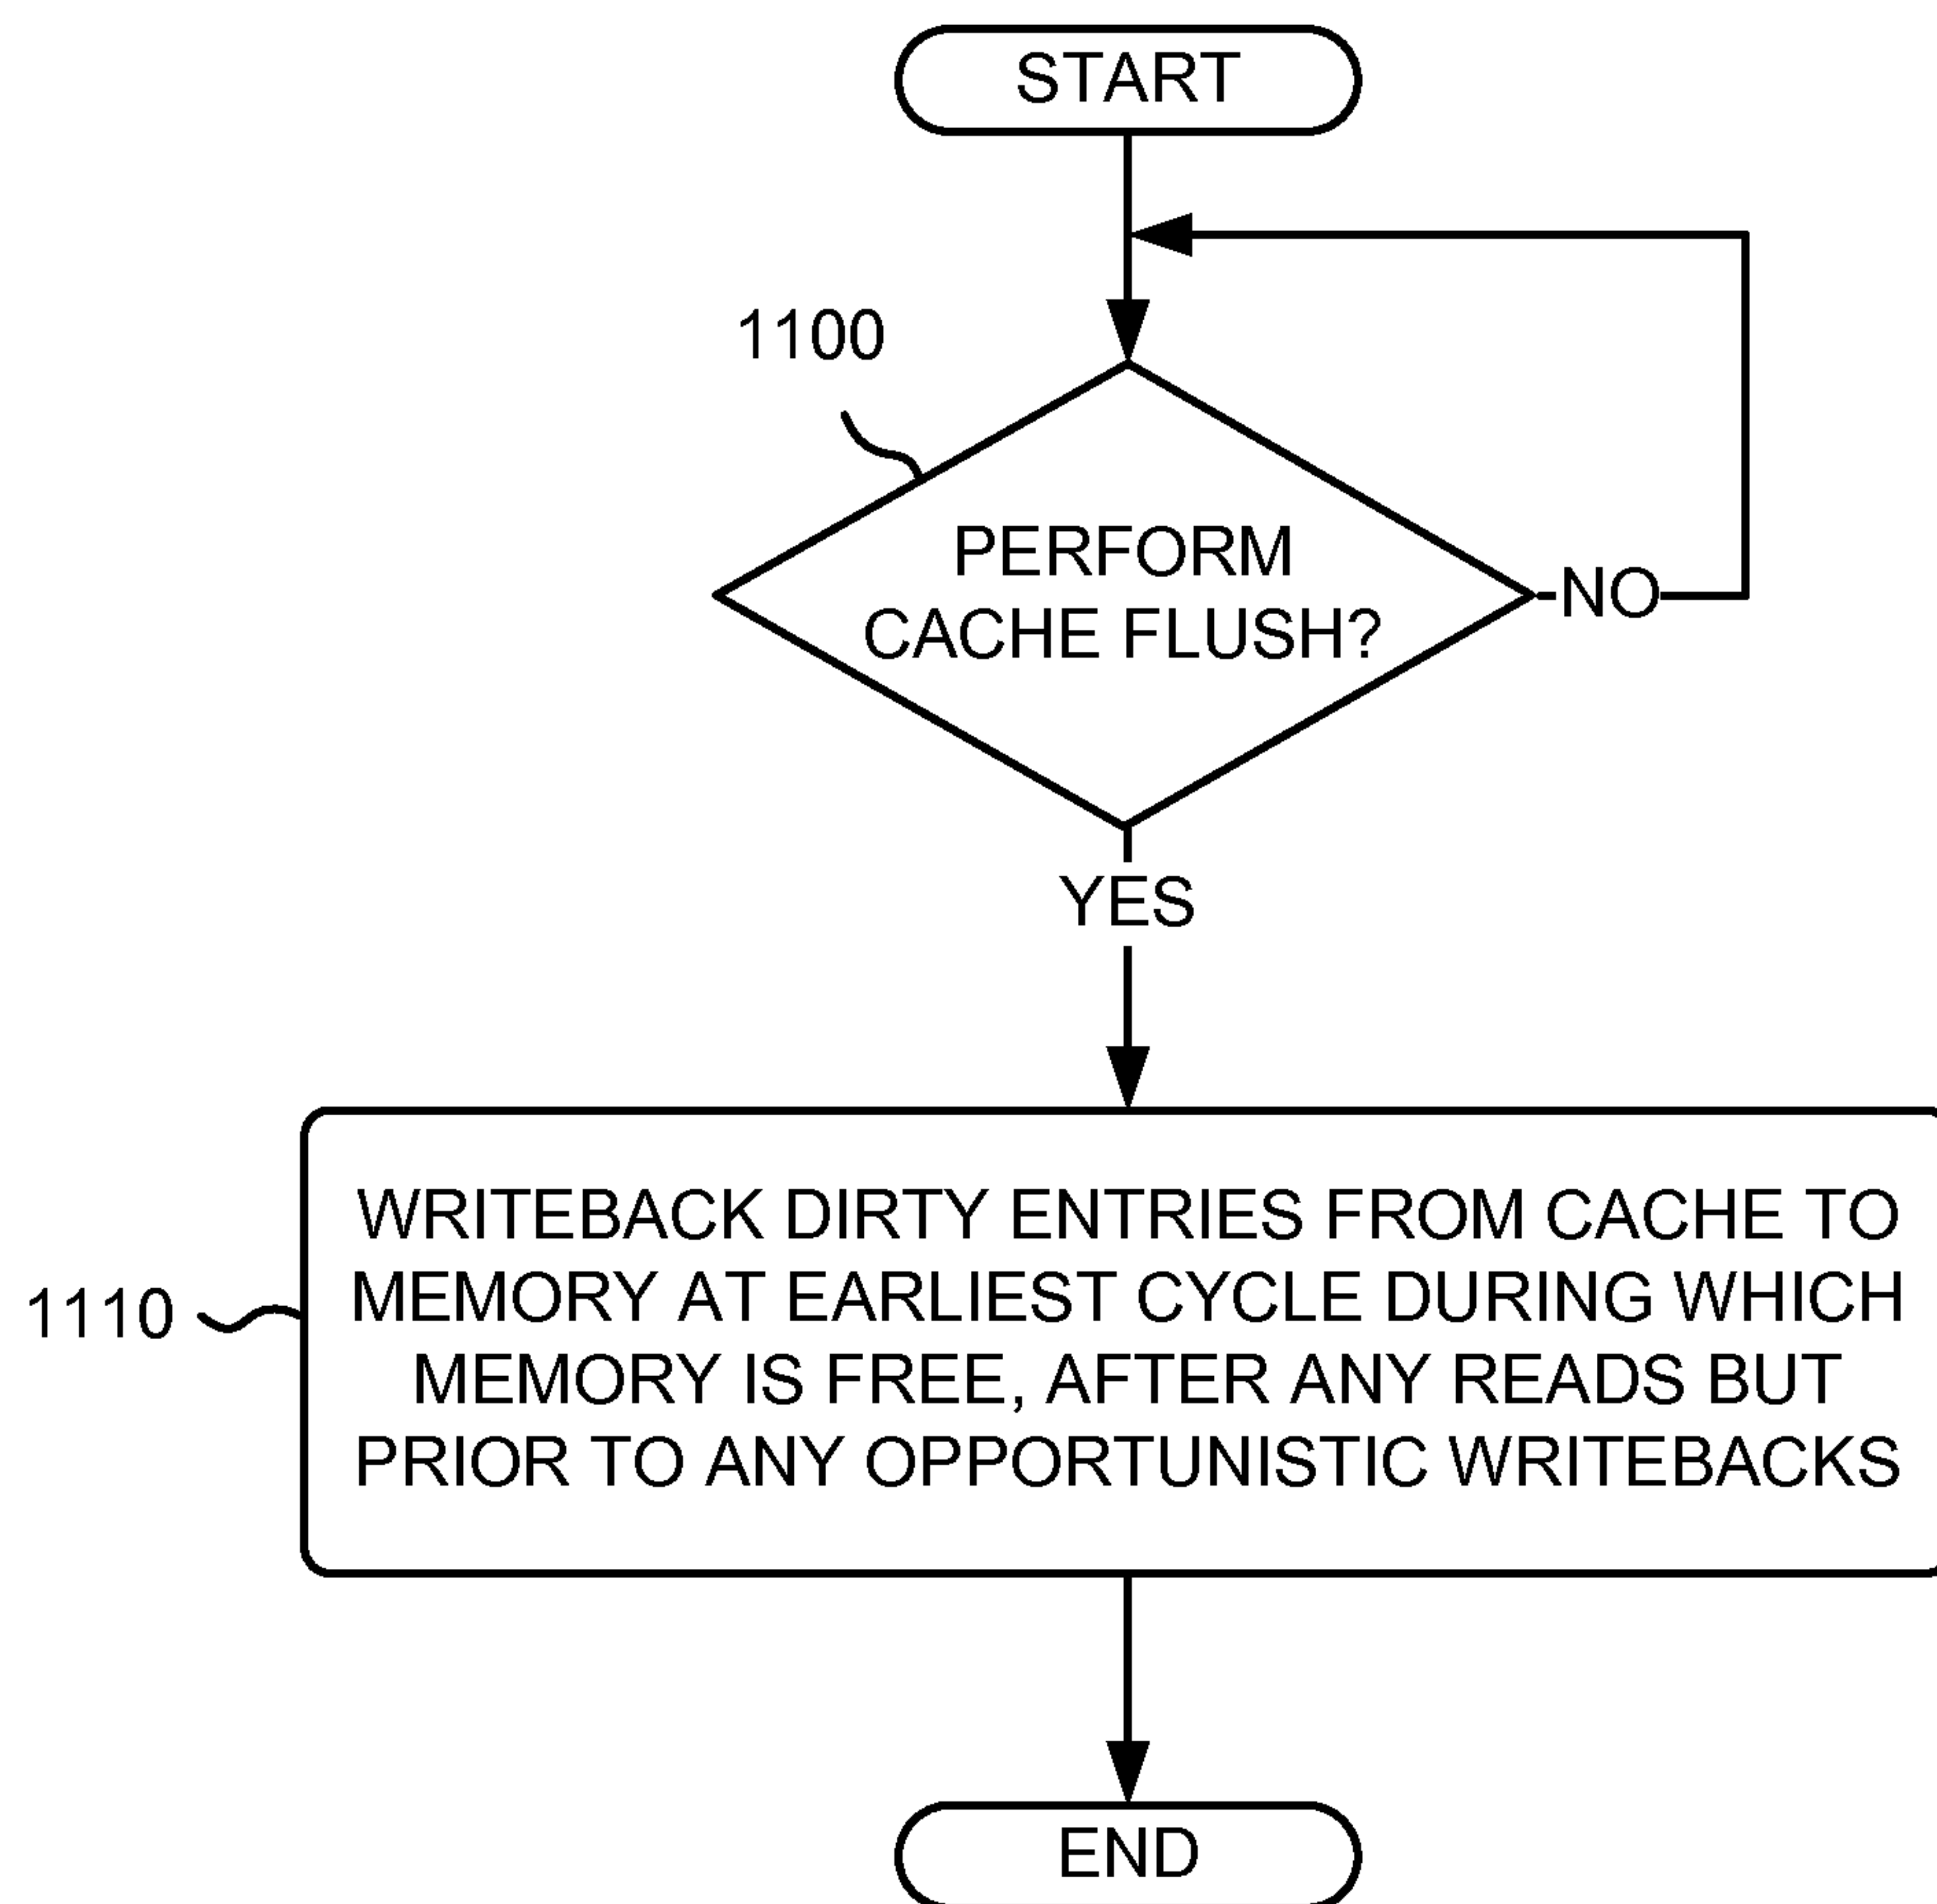 START
1100
PERFORM
CACHE FLUSH?
NO
YES
WRITEBACK DIRTY ENTRIES FROM CACHE TO
MEMORY AT EARLIEST CYCLE DURING WHICH
1110
MEMORY IS FREE, AFTER ANY READS BUT
PRIOR TO ANY OPPORTUNISTIC WRITEBACKS
END